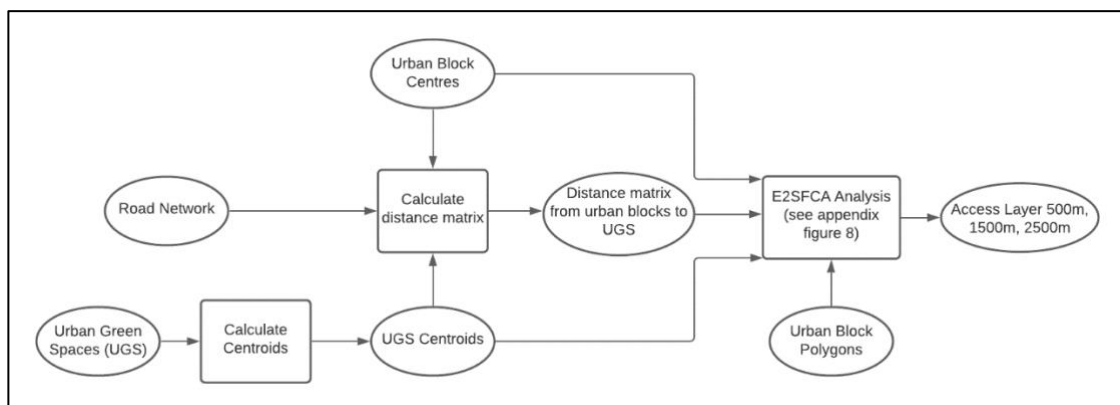 Urban Block
Centres
Road Network
Calculate
distance matrix
Distance matrix
from urban blocks to
UGS
E2SFCA Analysis
(see appendix
figure 8)
Access Layer 500m,
1500m, 2500m
Urban Green
Spaces (UGS)
Calculate
Centroids
UGS Centroids
Urban Block
Polygons